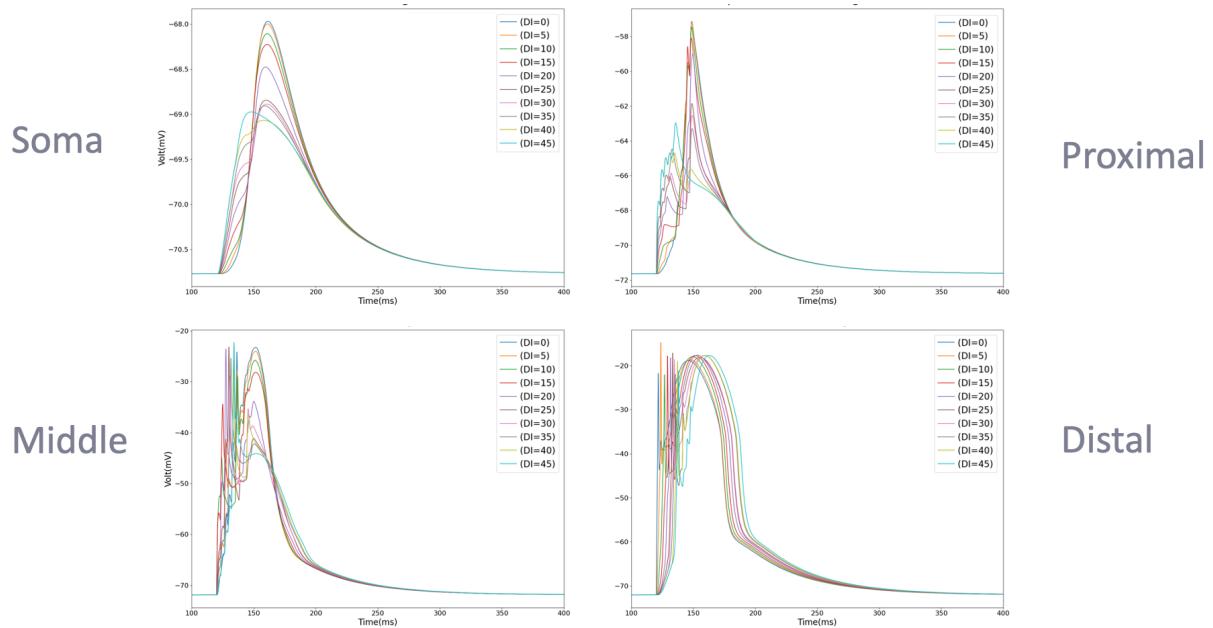 Soma
Volt(mV)
−68.0
−68.5
−69.0
−69.5
−70.0
−70.5
100 150 200 250 300 350 400
Time(ms)
(DI=0)
(DI=5)
(DI=10)
(DI=15)
(DI=20)
(DI=25)
(DI=30)
(DI=35)
(DI=40)
(DI=45)
Proximal
−58
−60
−62
−64
−66
−68
−70
−72
Volt(mV)
100 150 200 250 300 350 400
Time(ms)
(DI=0)
(DI=5)
(DI=10)
(DI=15)
(DI=20)
(DI=25)
(DI=30)
(DI=35)
(DI=40)
(DI=45)
Middle
−20
−30
−40
−50
−60
−70
Volt(mV)
100 150 200 250 300 350 400
Time(ms)
(DI=0)
(DI=5)
(DI=10)
(DI=15)
(DI=20)
(DI=25)
(DI=30)
(DI=35)
(DI=40)
(DI=45)
Distal
−20
−30
−40
−50
−60
−70
Volt(mV)
100 150 200 250 300 350 400
Time(ms)
(DI=0)
(DI=5)
(DI=10)
(DI=15)
(DI=20)
(DI=25)
(DI=30)
(DI=35)
(DI=40)
(DI=45)